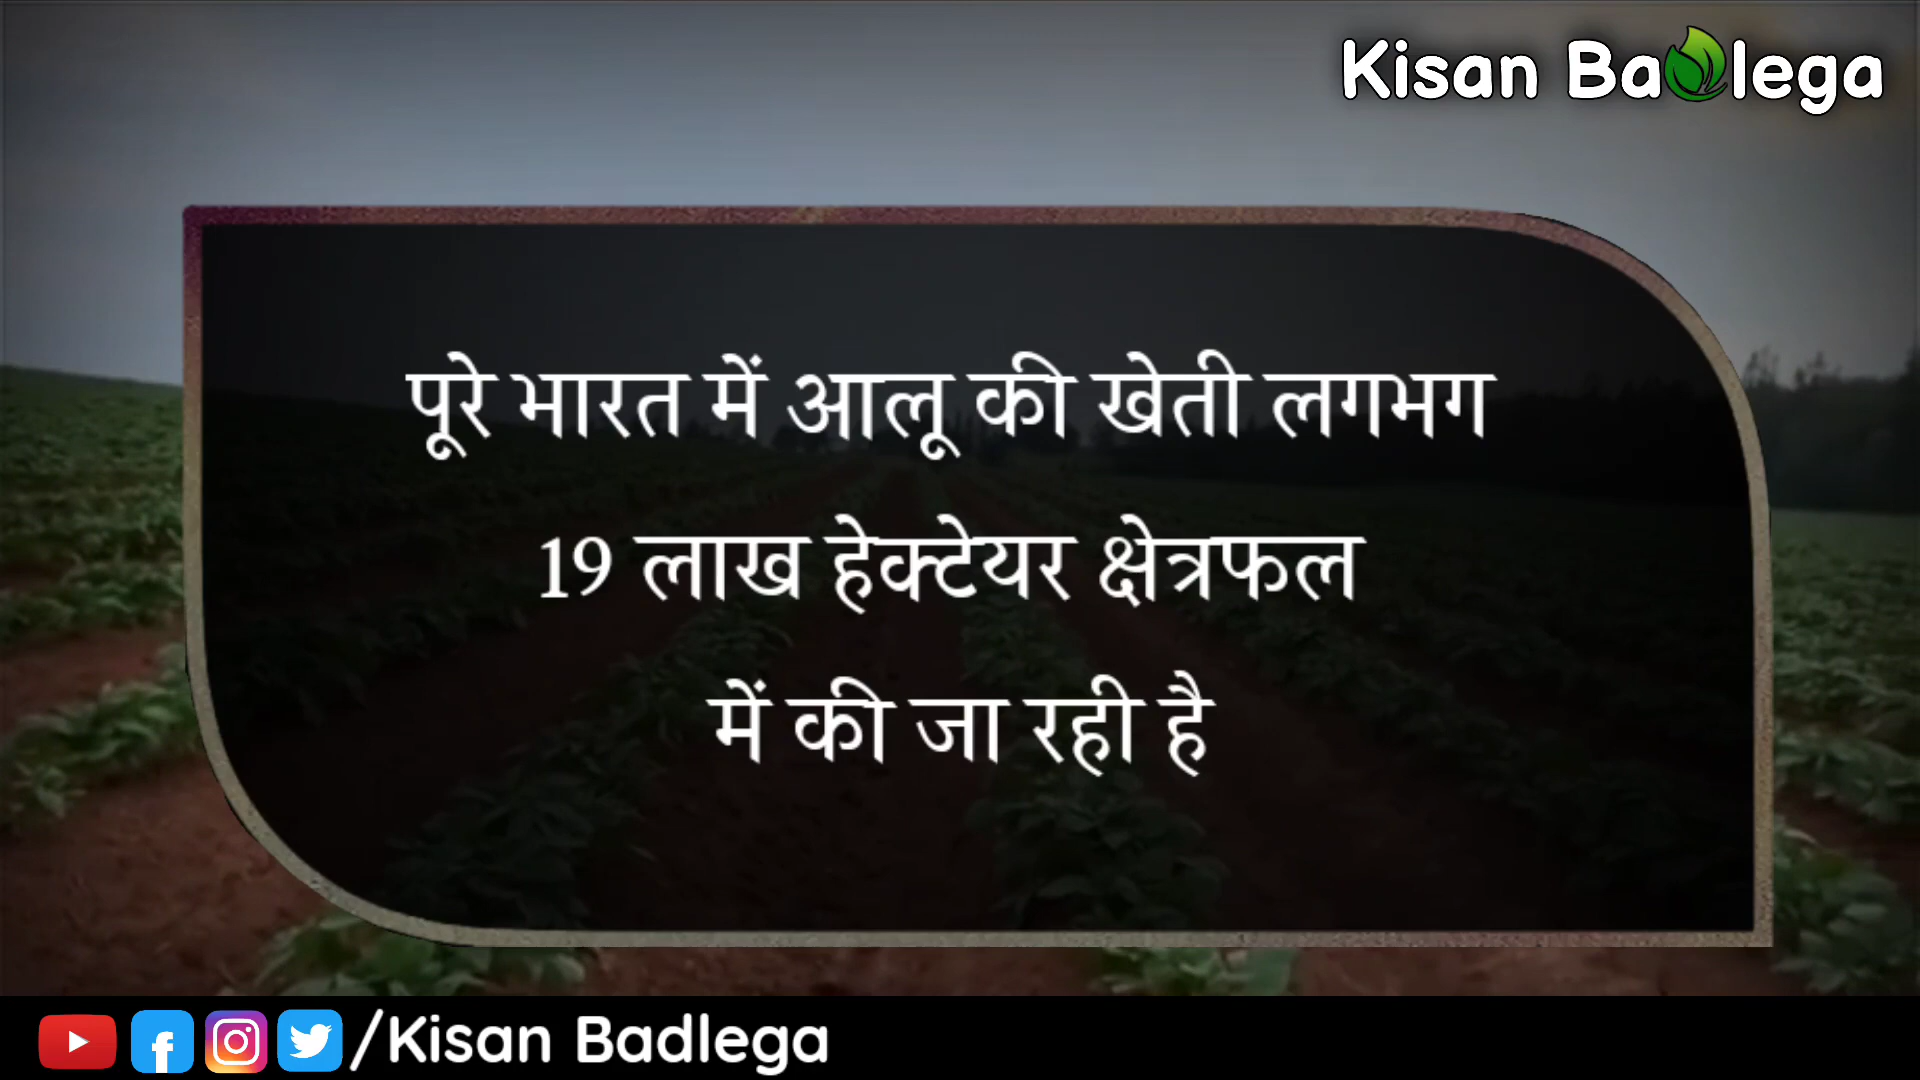 Kisan Badlega
पूरे भारत में आलू की खेती लगभग
19 लाख हेक्टेयर क्षेत्रफल
में की जा रही है
/Kisan Badlega